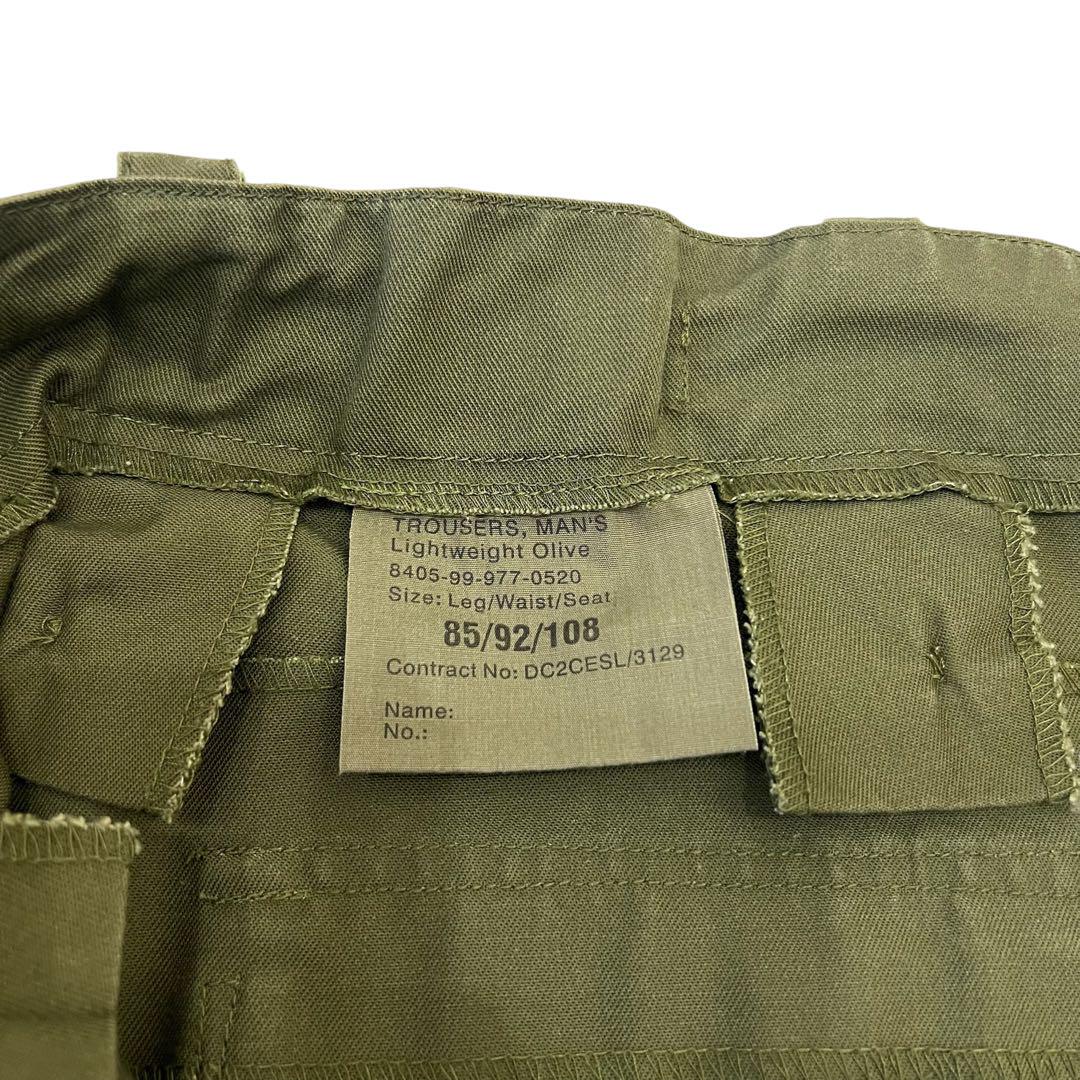 TROUSERS, MAN'S
Lightweight Olive
8405-99-977-0520
Size: Leg/Waist/Seat
85/92/108
Contract No: DC2CESL/3129
Name:
No.: